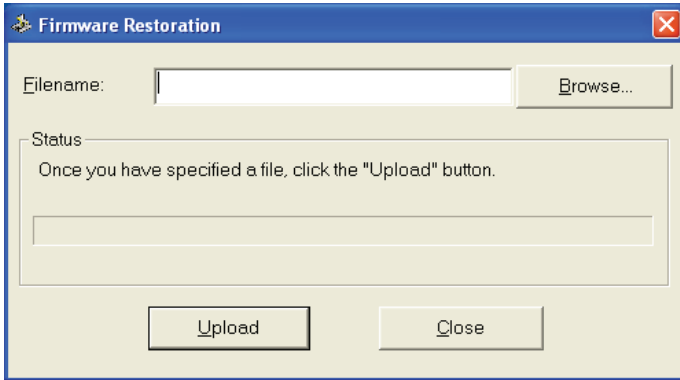 Firmware Restoration
Filename:
Browse...
Status
Once you have specified a file, click the "Upload" button.
Upload
Close